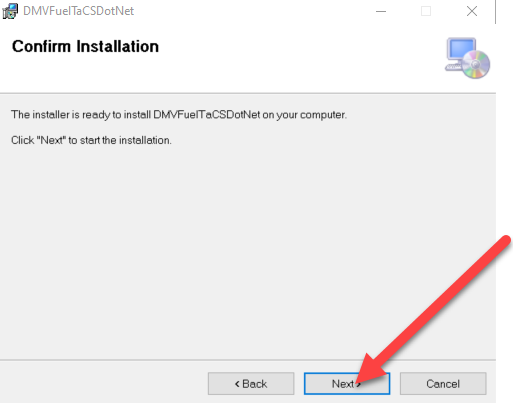 DMVFuelTaCSDotNet
Confirm Installation
The installer is ready to install DMVFuelTaCSDotNet on your computer.
Click "Next" to start the installation.
< Back
Next >
Cancel